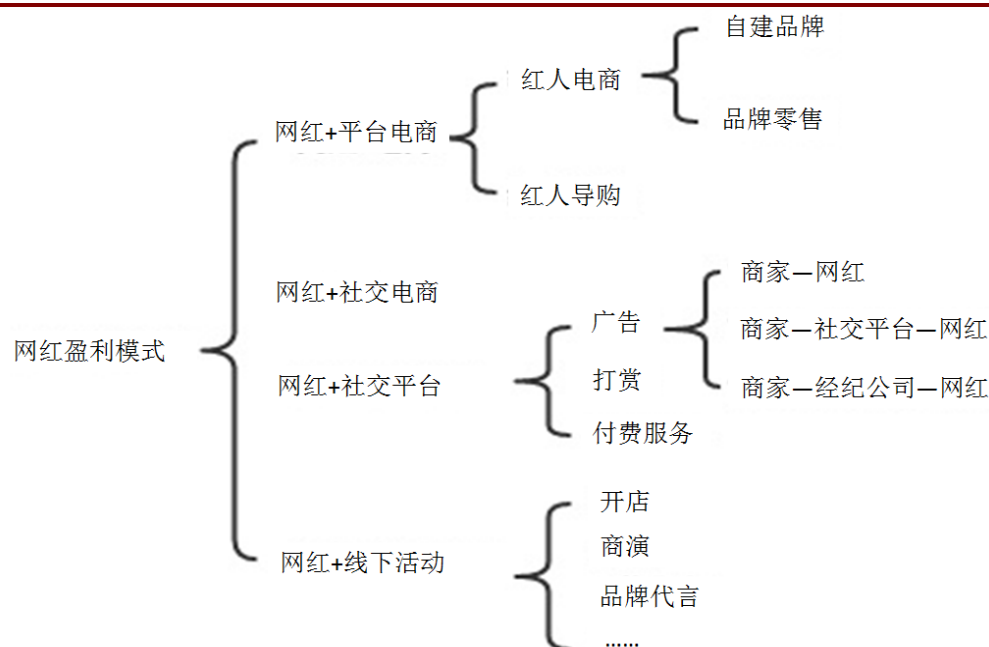 网红盈利模式
网红+平台电商
红人电商
自建品牌
品牌零售
红人导购
网红+社交电商
网红+社交平台
广告
商家—网红
商家—社交平台—网红
商家—经纪公司—网红
打赏
付费服务
网红+线下活动
开店
商演
品牌代言
……